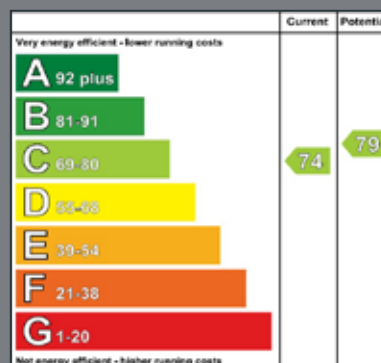 Current Potentia
Very energy efficient - lower running costs
A 92 plus
B 81-91
C 69-80 74 79
D 55-68
E 39-54
F 21-38
G 1-20
Not energy efficient - higher running costs